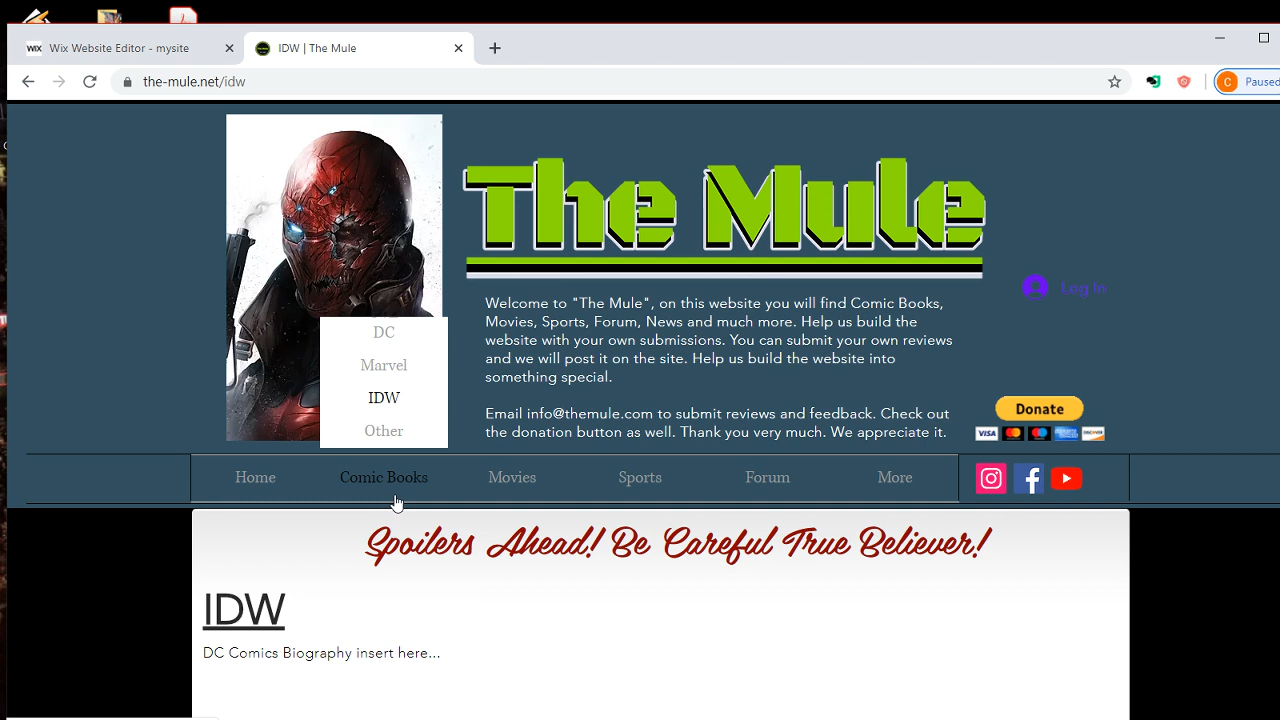 WIX Wix Website Editor - mysite
IDW | The Mule
the-mule.net/idw
C Paused
The Mule
Welcome to "The Mule", on this website you will find Comic Books,
Movies, Sports, Forum, News and much more. Help us build the
website with your own submissions. You can submit your own reviews
and we will post it on the site. Help us build the website into
something special.
Log In
Email info@themule.com to submit reviews and feedback. Check out
the donation button as well. Thank you very much. We appreciate it.
Donate
VISA
DISCOVER
DC
Marvel
IDW
Other
Home
Comic Books
Movies
Sports
Forum
More
Spoilers Ahead! Be Careful True Believer!
IDW
DC Comics Biography insert here...